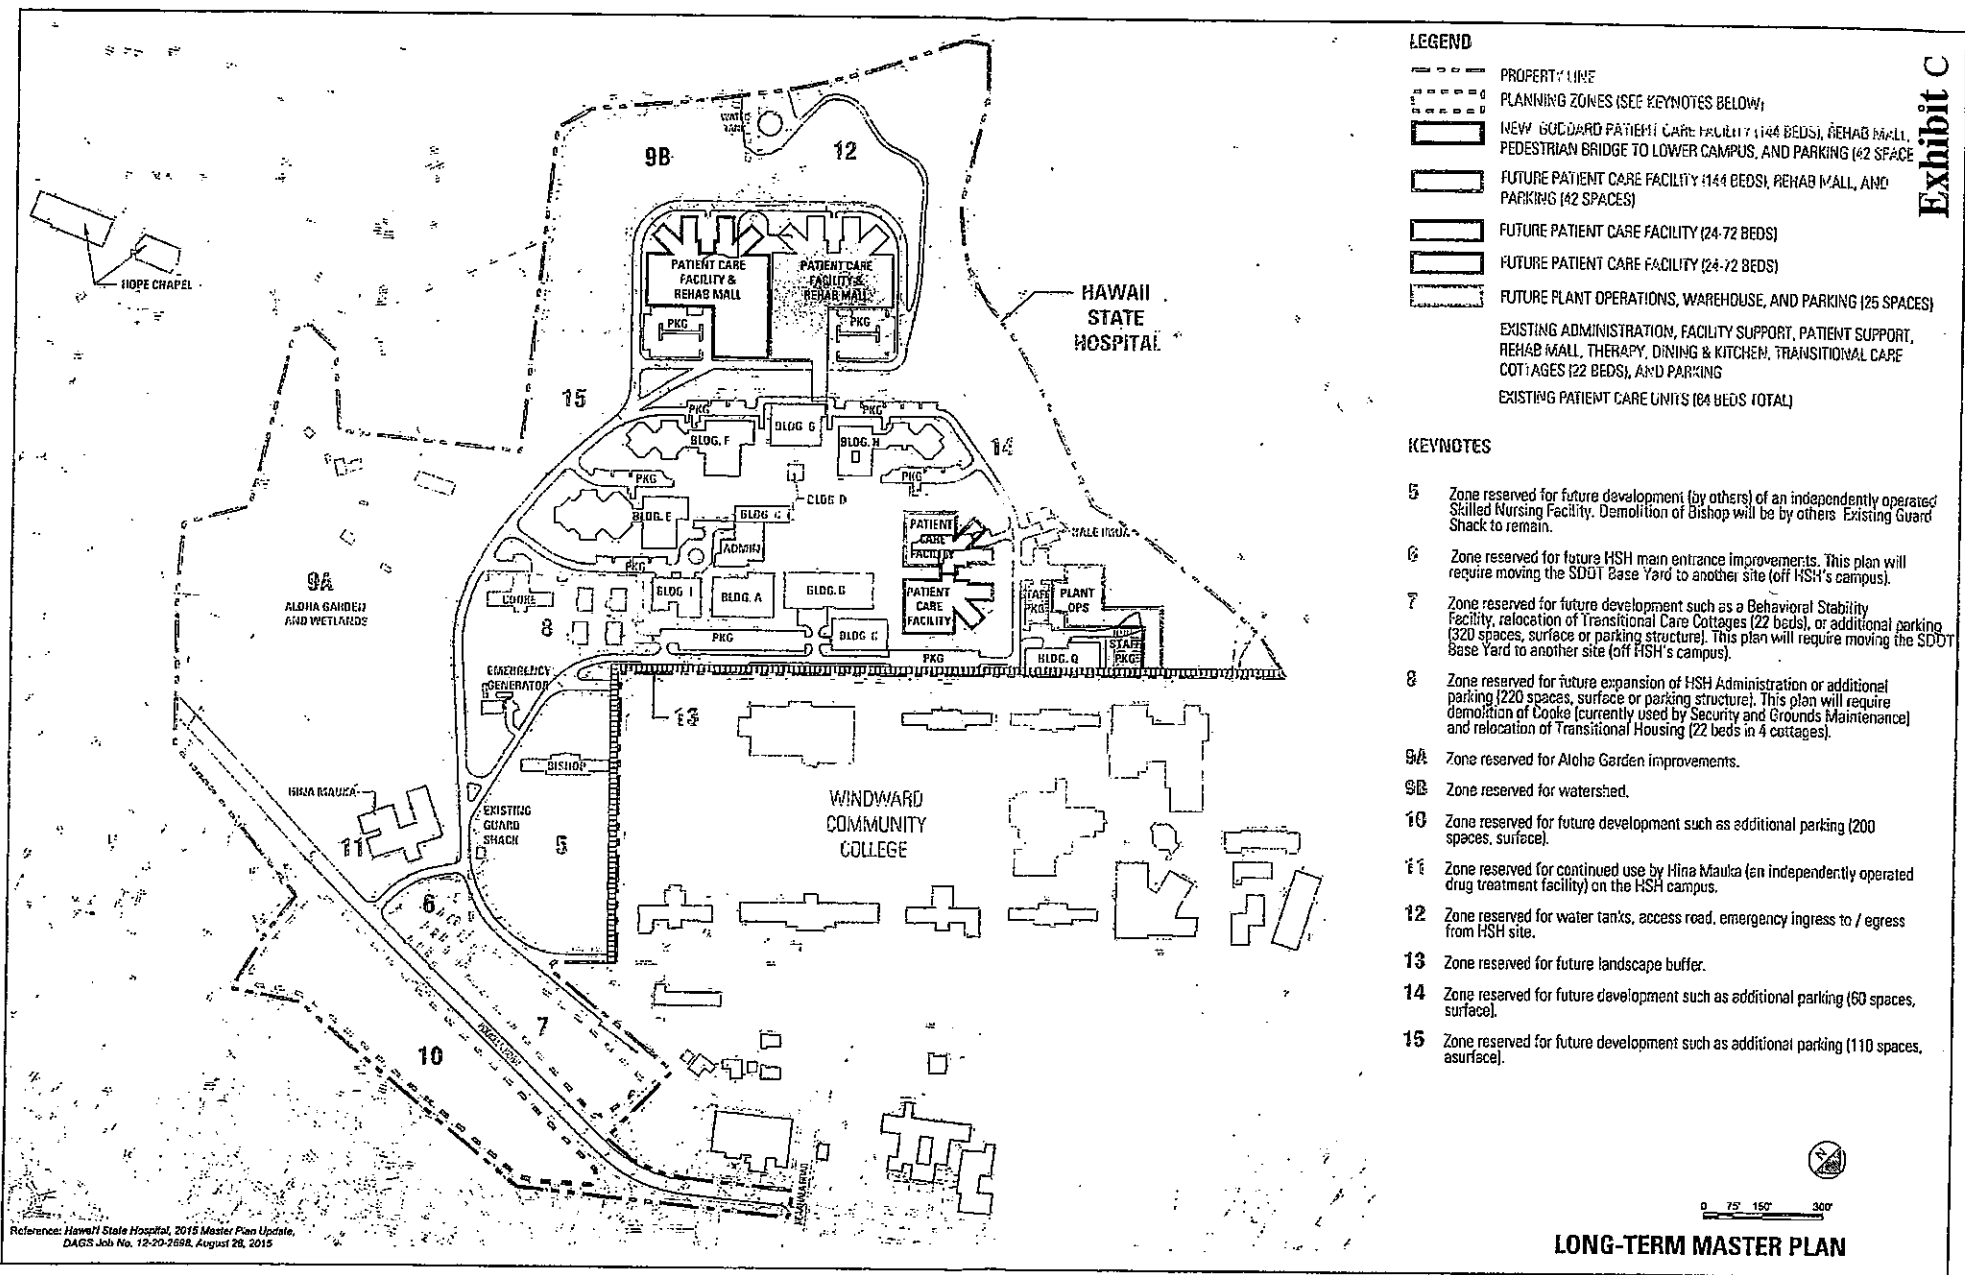 Exhibit C
LEGEND
PROPERTY LINE
PLANNING ZONES (SEE KEYNOTES BELOW)
NEW GODDARD PATIENT CARE FACILITY (144 BEDS), REHAB MALL,
PEDESTRIAN BRIDGE TO LOWER CAMPUS, AND PARKING (42 SPACE
FUTURE PATIENT CARE FACILITY (144 BEDS), REHAB MALL, AND
PARKING (42 SPACES)
FUTURE PATIENT CARE FACILITY (24-72 BEDS)
FUTURE PATIENT CARE FACILITY (24-72 BEDS)
FUTURE PLANT OPERATIONS, WAREHOUSE, AND PARKING (25 SPACES)
EXISTING ADMINISTRATION, FACILITY SUPPORT, PATIENT SUPPORT,
REHAB MALL, THERAPY, DINING & KITCHEN, TRANSITIONAL CARE
COTTAGES (22 BEDS), AND PARKING
EXISTING PATIENT CARE UNITS (84 BEDS TOTAL)
KEYNOTES
5 Zone reserved for future development (by others) of an independently operated
Skilled Nursing Facility. Demolition of Bishop will be by others Existing Guard
Shack to remain.
6 Zone reserved for future HSH main entrance improvements. This plan will
require moving the SDOT Base Yard to another site (off HSH's campus).
7 Zone reserved for future development such as a Behavioral Stability
Facility, relocation of Transitional Care Cottages (22 beds), or additional parking
(320 spaces, surface or parking structure). This plan will require moving the SDOT
Base Yard to another site (off HSH's campus).
8 Zone reserved for future expansion of HSH Administration or additional
parking (220 spaces, surface or parking structure). This plan will require
demolition of Cooke (currently used by Security and Grounds Maintenance)
and relocation of Transitional Housing (22 beds in 4 cottages).
9A Zone reserved for Aloha Garden improvements.
9B Zone reserved for watershed.
10 Zone reserved for future development such as additional parking (200
spaces, surface).
11 Zone reserved for continued use by Hina Mauka (an independently operated
drug treatment facility) on the HSH campus.
12 Zone reserved for water tanks, access road, emergency ingress to / egress
from HSH site.
13 Zone reserved for future landscape buffer.
14 Zone reserved for future development such as additional parking (60 spaces,
surface).
15 Zone reserved for future development such as additional parking (110 spaces,
asurface).
0 75' 150' 300'
LONG-TERM MASTER PLAN
N
9B
12
HOPE CHAPEL
PATIENT CARE
FACILITY &
REHAB MALL
PATIENT CARE
FACILITY &
REHAB MALL
PKG
PKG
HAWAII
STATE
HOSPITAL
15
PKG
PKG
BLDG. F
BLDG G
BLDG. H
14
PKG
PKG
BLDG D
BLDG. E
BLDG C
PATIENT
CARE
FACILITY
HALE IMUA
ADMIN
9A
ALOHA GARDEN
AND WETLANDS
PKG
COOKE
BLDG I
BLDG. A
BLDG. B
PATIENT
CARE
FACILITY
STAFF
PKG
PLANT
OPS
8
PKG
BLDG G
PKG
BLDG. Q
STAFF
PKG
EMERGENCY
GENERATOR
13
BISHOP
HINA MAUKA
EXISTING
GUARD
SHACK
5
WINDWARD
COMMUNITY
COLLEGE
11
6
7
10
Reference: Hawai'i State Hospital, 2015 Master Plan Update,
DAGS Job No. 12-20-2698, August 28, 2015